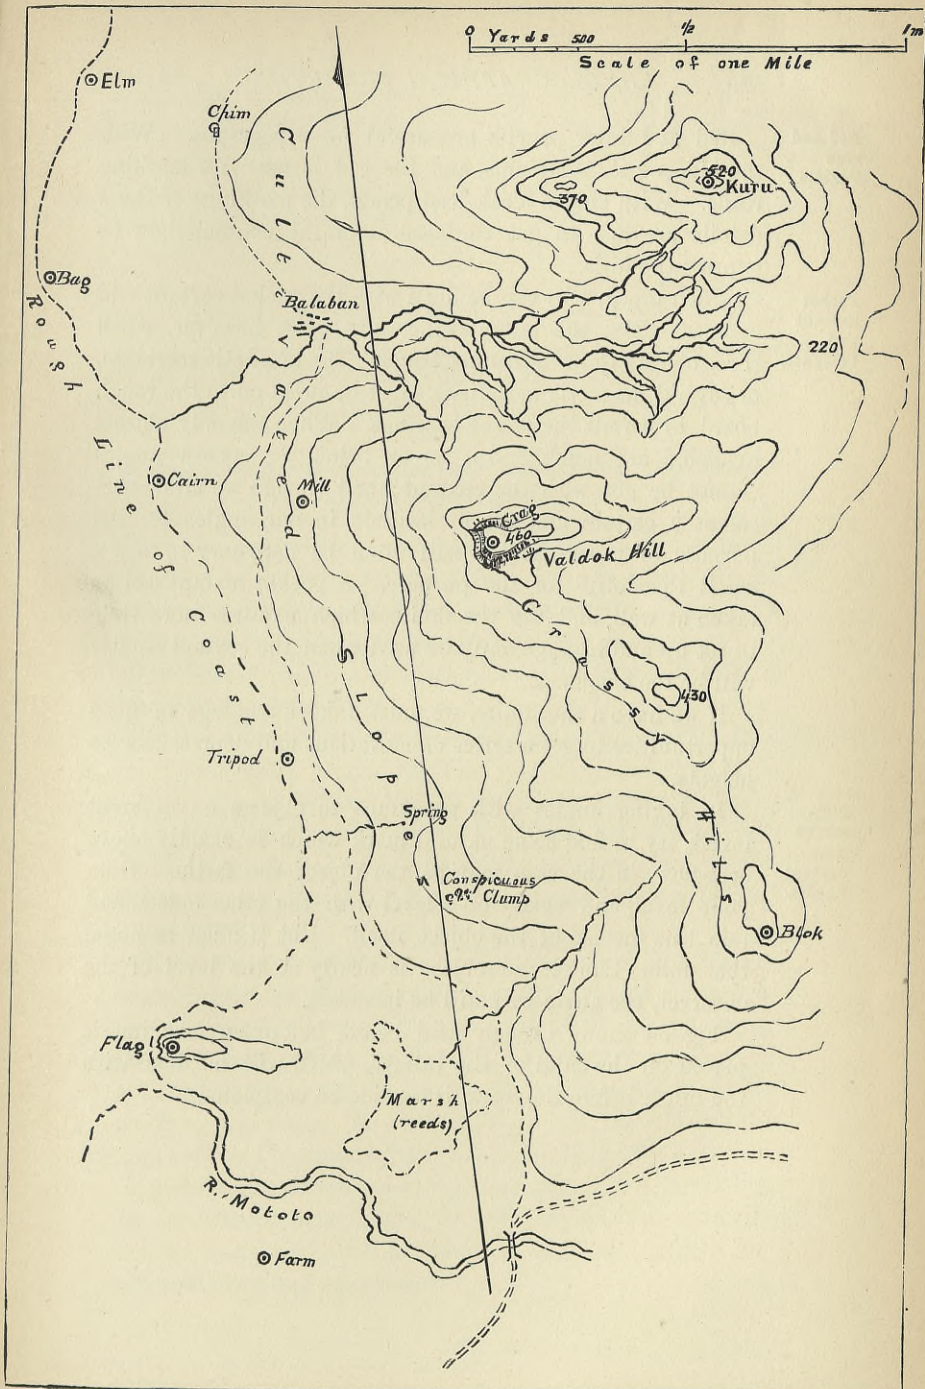 0 Yards 500 1/2 1m
Scale of one Mile
Elm
Chim
520
Kuru
370
Bag
Balaban
Cultivated
220
Rough Line of Coast
Cairn
Mill
Crag
460
Valdok Hill
Grassy Hills
430
Slopes
Tripod
Spring
Conspicuous
Clump
Blok
Flag
Marsh
(reeds)
R. Mototo
Farm